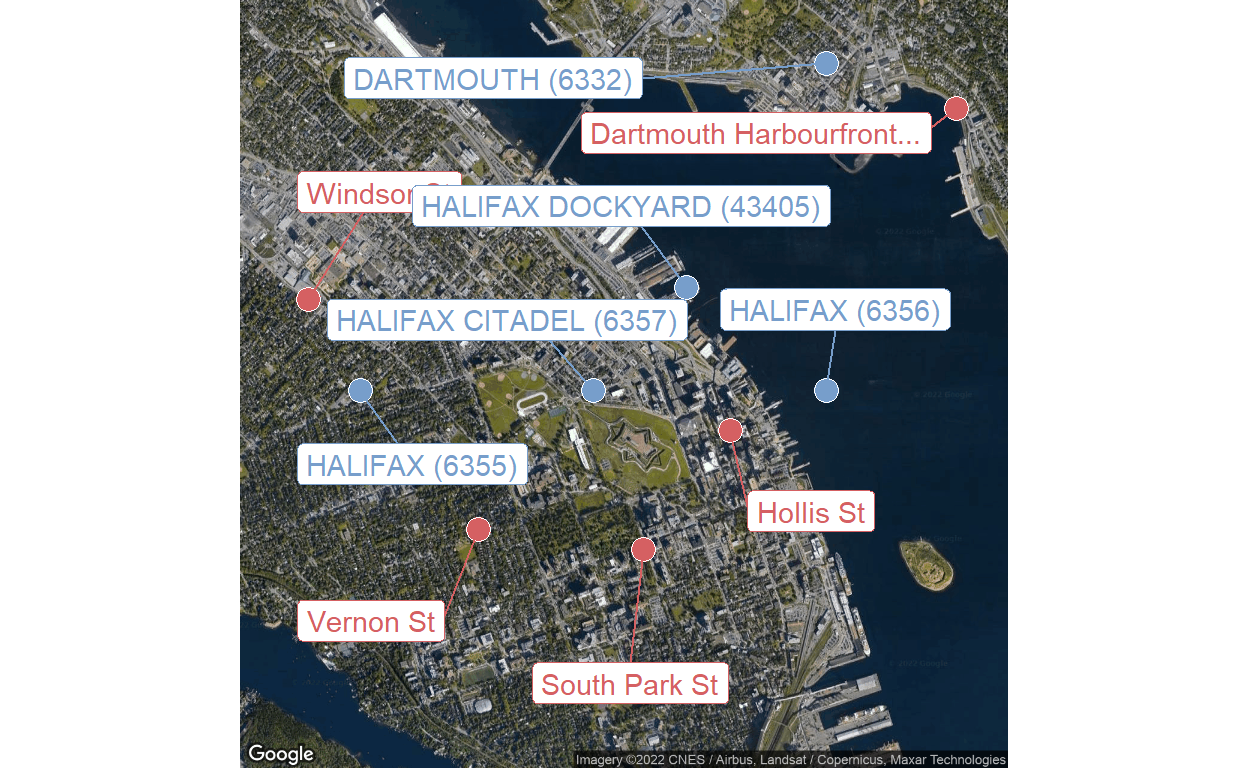 DARTMOUTH (6332)
Dartmouth Harbourfront...
Windsor
HALIFAX DOCKYARD (43405)
HALIFAX (6356)
HALIFAX CITADEL (6357)
HALIFAX (6355)
Hollis St
Vernon St
South Park St
Google
Imagery ©2022 CNES / Airbus, Landsat / Copernicus, Maxar Technologies